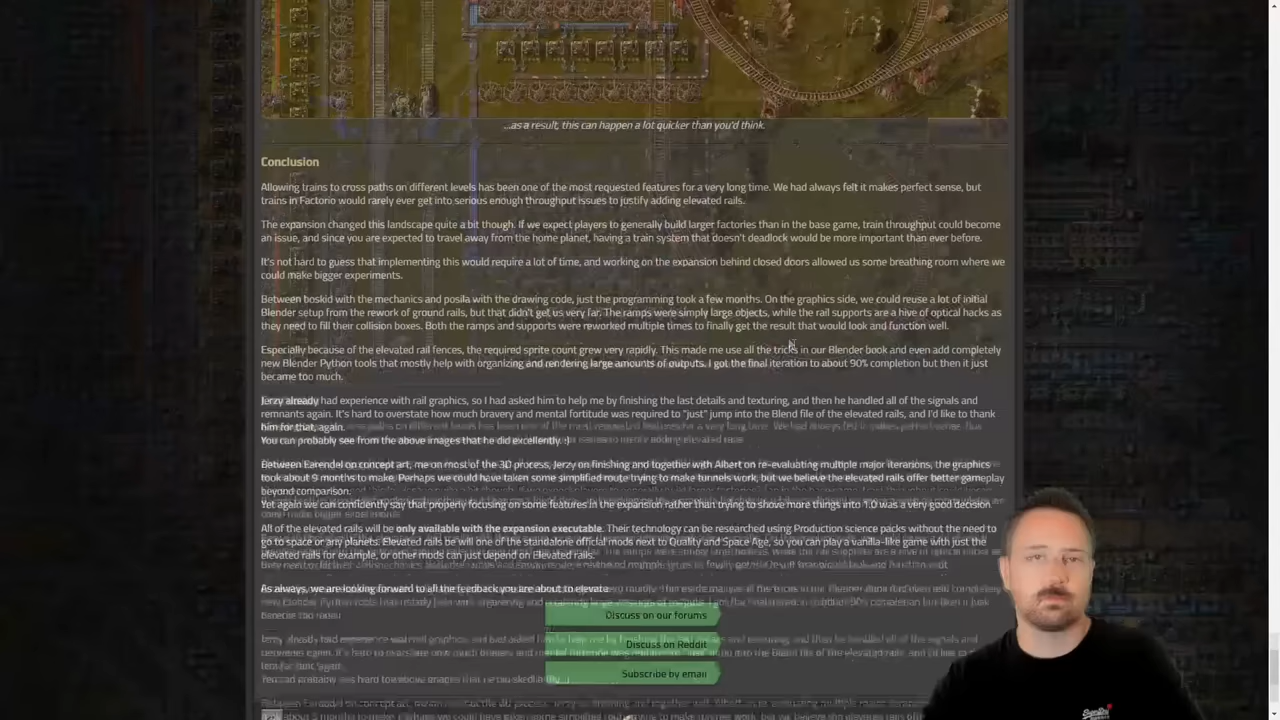 ...as a result, this can happen a lot quicker than you'd think.
Conclusion
Allowing trains to cross paths on different levels has been one of the most requested features for a very long time. We had always felt it makes perfect sense, but
trains in Factorio would rarely ever get into serious enough throughput issues to justify adding elevated rails.
The expansion changed this landscape quite a bit though. If we expect players to generally build larger factories than in the base game, train throughput could become
an issue, and since you are expected to travel away from the home planet, having a train system that doesn't deadlock would be more important than ever before.
It's not hard to guess that implementing this would require a lot of time, and working on the expansion behind closed doors allowed us some breathing room where we
could make bigger experiments.
Between boskid with the mechanics and posila with the drawing code, just the programming took a few months. On the graphics side, we could reuse a lot of initial
Blender setup from the rework of ground rails, but that didn't get us very far. The ramps were simply large objects, while the rail supports are a hive of optical hacks as
they need to fill their collision boxes. Both the ramps and supports were reworked multiple times to finally get the result that would look and function well.
Especially because of the elevated rail fences, the required sprite count grew very rapidly. This made me use all the tricks in our Blender book and even add completely
new Blender Python tools that mostly help with organizing and rendering large amounts of outputs. I got the final iteration to about 90% completion but then it just
became too much.
Jerzy already had experience with rail graphics, so I had asked him to help me by finishing the last details and texturing, and then he handled all of the signals and
remnants again. It's hard to overstate how much bravery and mental fortitude was required to "just" jump into the Blend file of the elevated rails, and I'd like to thank
him for that, again.
You can probably see from the above images that he did excellently. :)
Between Earendel on concept art, me on most of the 3D process, Jerzy on finishing and together with Albert on re-evaluating multiple major iterations, the graphics
took about 9 months to make. Perhaps we could have taken some simplified route trying to make tunnels work, but we believe the elevated rails offer better gameplay
beyond comparison.
Yet again we can confidently say that properly focusing on some features in the expansion rather than trying to shove more things into 1.0 was a very good decision
All of the elevated rails will be only available with the expansion executable. Their technology can be researched using Production science packs without the need to
go to space or any planets. Elevated rails be will one of the standalone official mods next to Quality and Space Age, so you can play a vanilla-like game with just the
elevated rails for example, or other mods can just depend on Elevated rails.
As always, we are looking forward to all the feedback you are about to elevate
Discuss on our forums
Discuss on Reddit
Subscribe by email